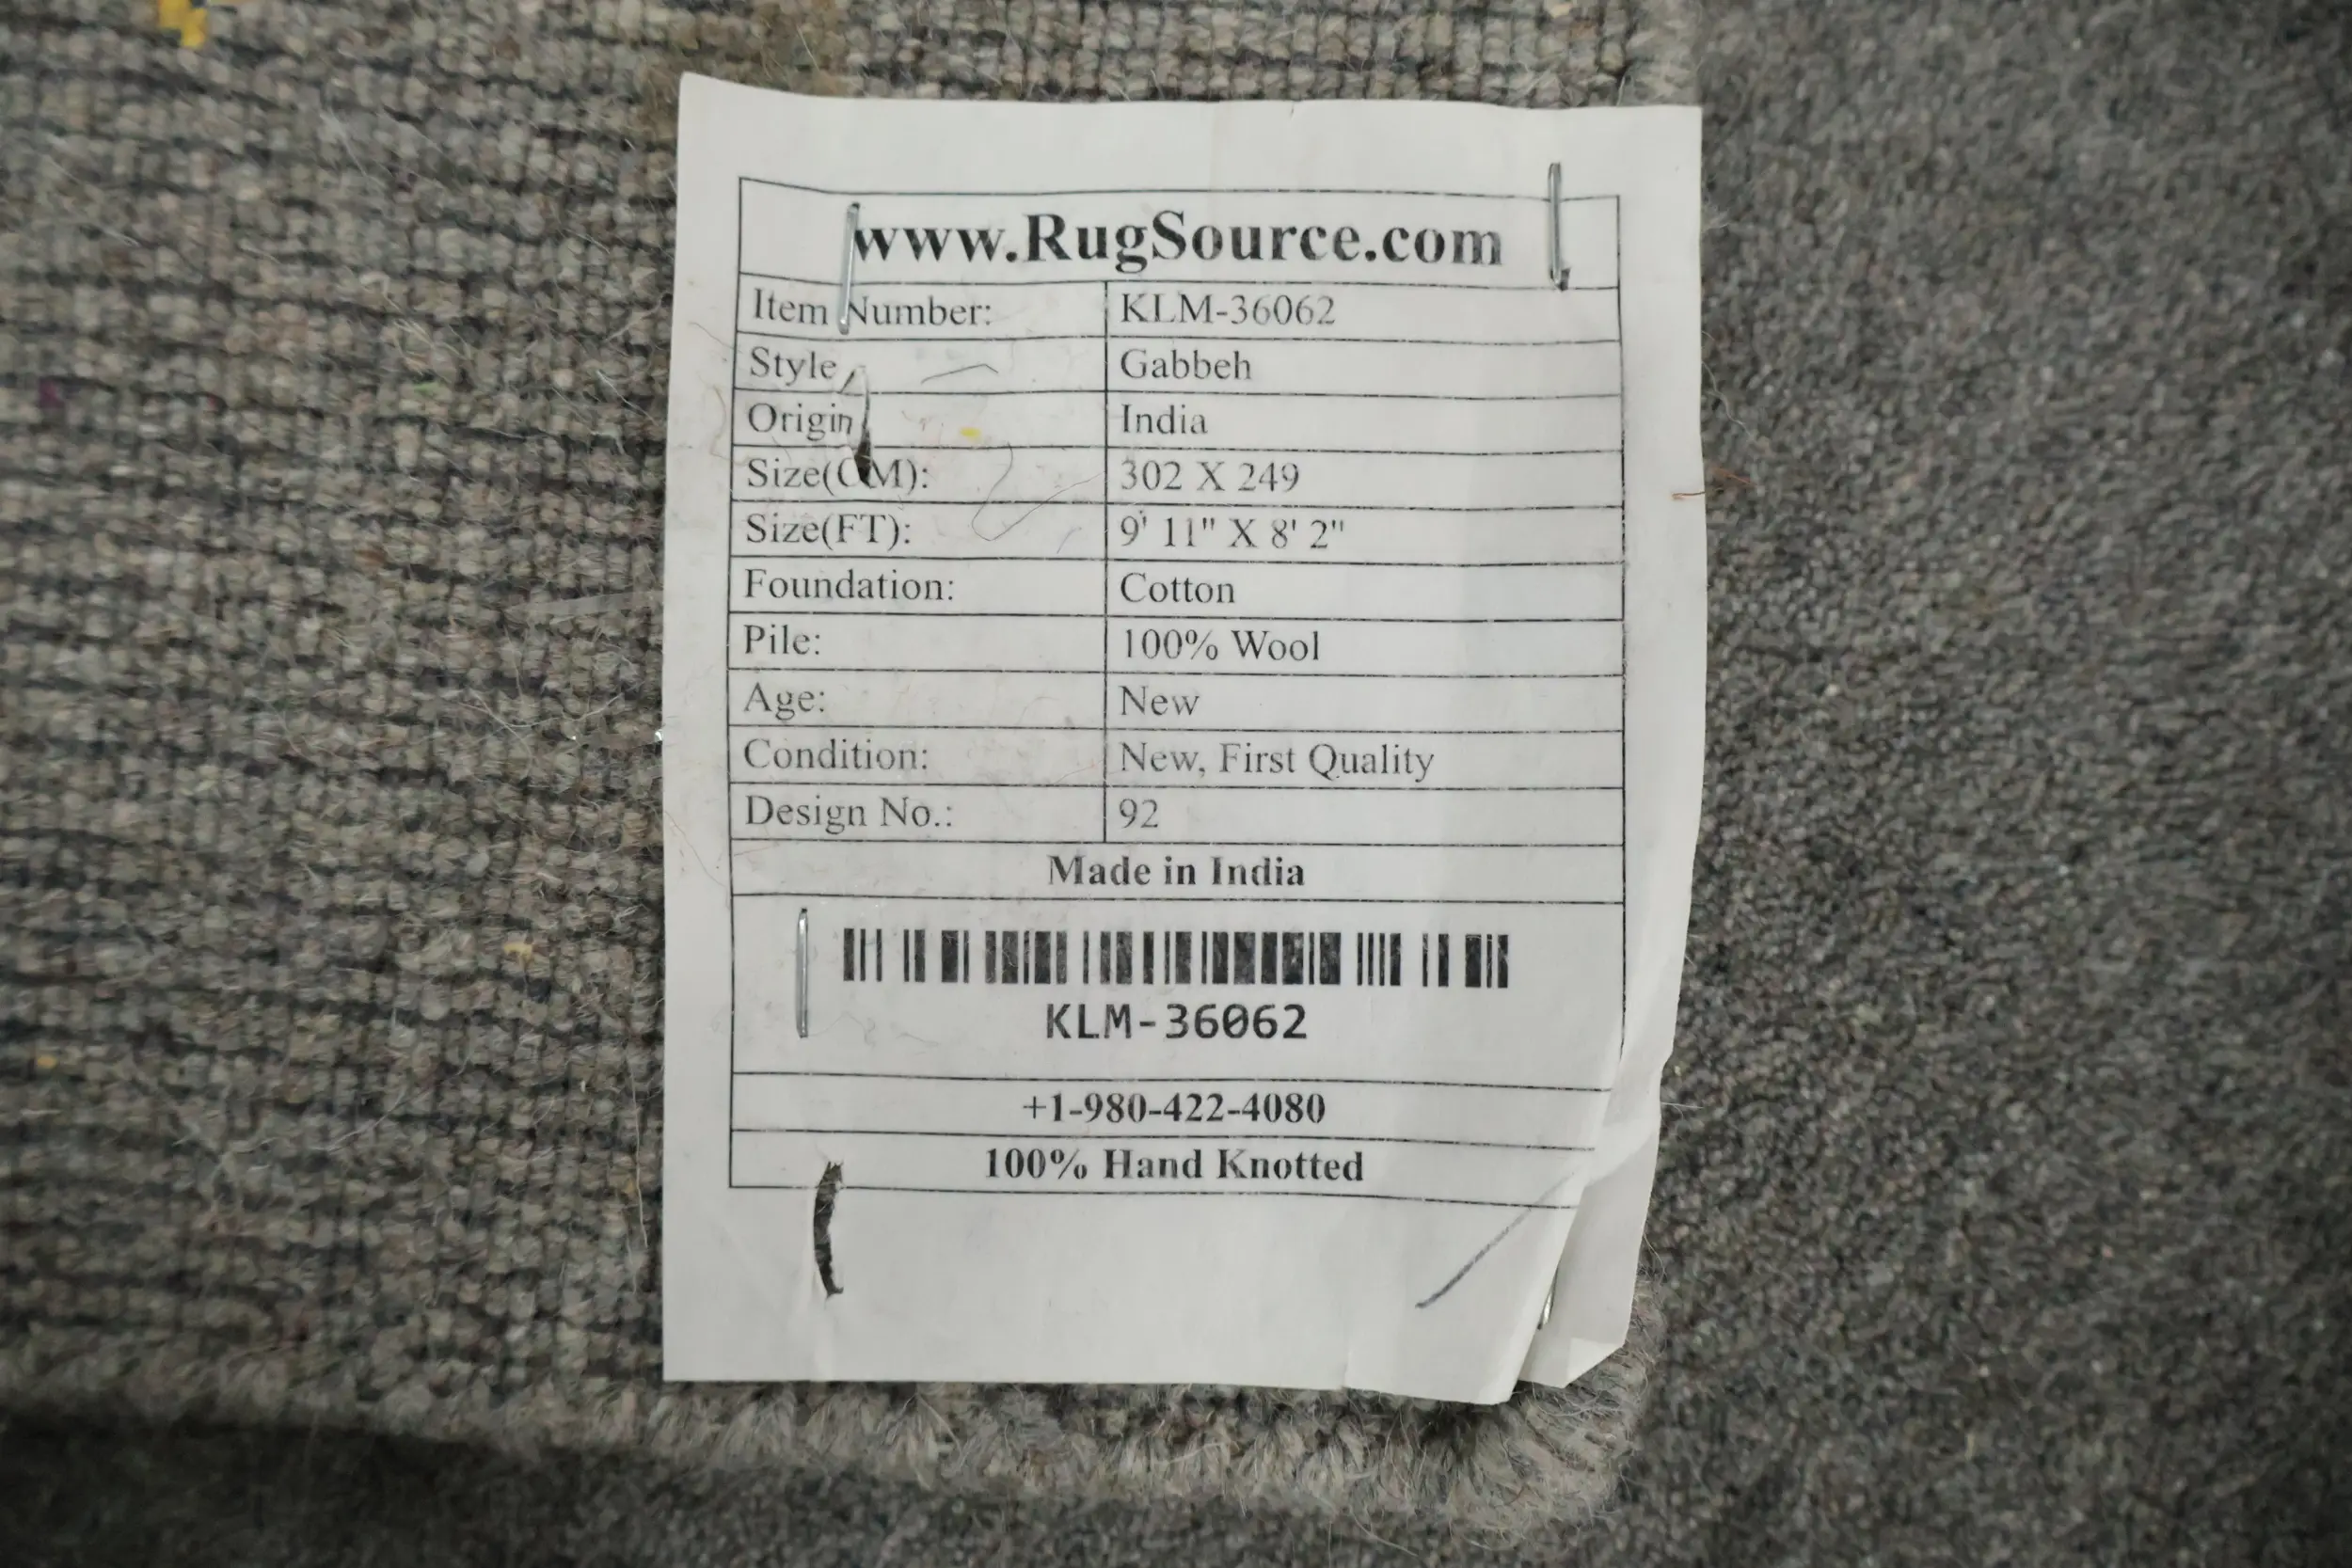 www.RugSource.com
Item Number: KLM-36062
Style Gabbeh
Origin India
Size(CM): 302 X 249
Size(FT): 9' 11" X 8' 2"
Foundation: Cotton
Pile: 100% Wool
Age: New
Condition: New, First Quality
Design No.: 92
Made in India
KLM-36062
+1-980-422-4080
100% Hand Knotted